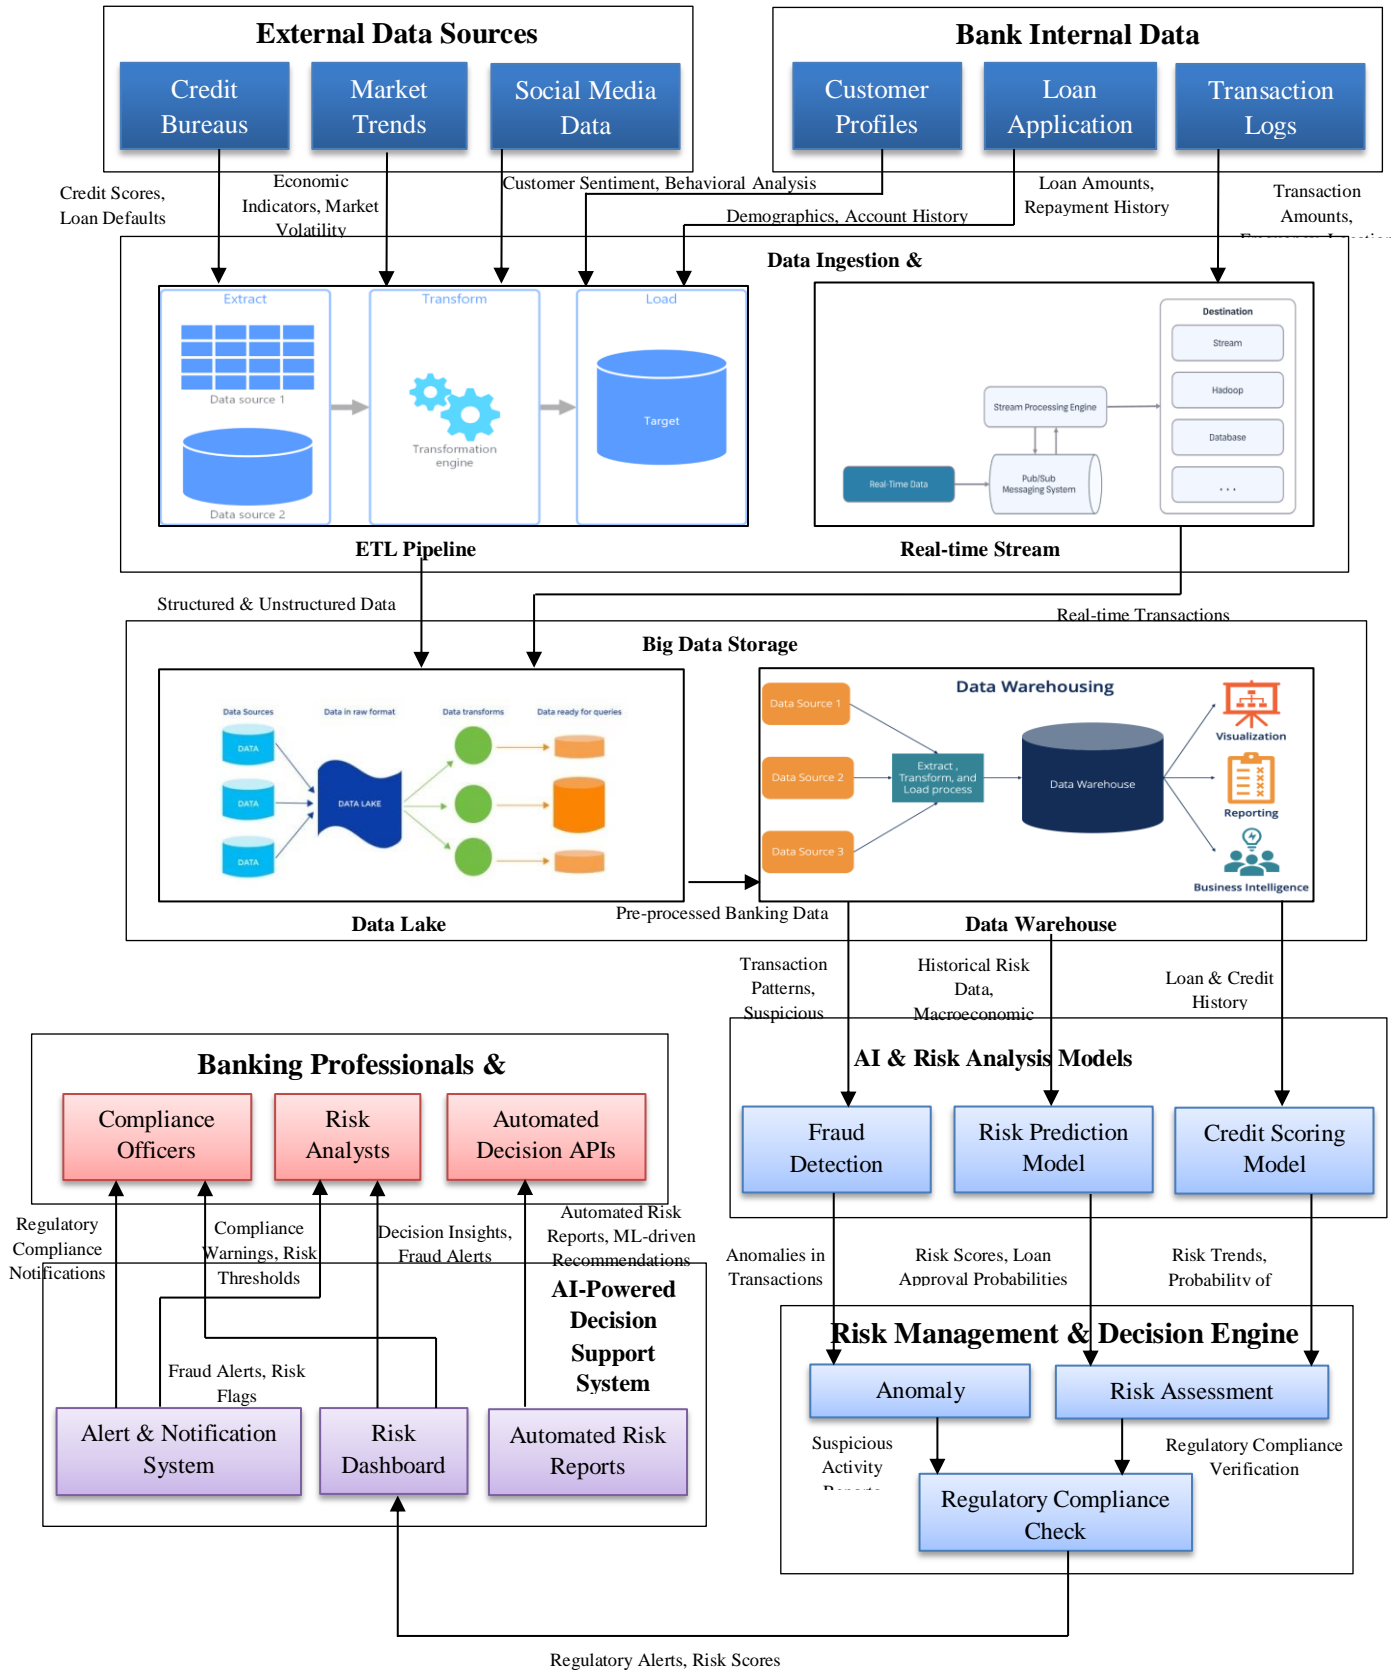 External Data Sources
Credit
Bureaus
Market
Trends
Social Media
Data
Bank Internal Data
Customer
Profiles
Loan
Application
Transaction
Logs
Credit Scores,
Loan Defaults
Economic
Indicators, Market
Volatility
Customer Sentiment, Behavioral Analysis
Demographics, Account History
Loan Amounts,
Repayment History
Transaction
Amounts,
Data Ingestion &
Extract
Data source 1
Data source 2
Transform
Transformation
engine
Load
Target
ETL Pipeline
Real-Time Data
Stream Processing Engine
Pub/Sub
Messaging System
Destination
Stream
Hadoop
Database
...
Real-time Stream
Structured & Unstructured Data
Real-time Transactions
Big Data Storage
Data Sources
Data in raw format
Data transforms
Data ready for queries
DATA
DATA
DATA
DATA LAKE
Data Lake
Pre-processed Banking Data
Data Warehousing
Data Source 1
Data Source 2
Data Source 3
Extract ,
Transform, and
Load process
Data Warehouse
Visualization
Reporting
Business Intelligence
Data Warehouse
Transaction
Patterns,
Suspicious
Historical Risk
Data,
Macroeconomic
Loan & Credit
History
AI & Risk Analysis Models
Fraud
Detection
Risk Prediction
Model
Credit Scoring
Model
Banking Professionals &
Compliance
Officers
Risk
Analysts
Automated
Decision APIs
Regulatory
Compliance
Notifications
Compliance
Warnings, Risk
Thresholds
Decision Insights,
Fraud Alerts
Automated Risk
Reports, ML-driven
Recommendations
Anomalies in
Transactions
Risk Scores, Loan
Approval Probabilities
Risk Trends,
Probability of
AI-Powered
Decision
Support
System
Fraud Alerts, Risk
Flags
Alert & Notification
System
Risk
Dashboard
Automated Risk
Reports
Risk Management & Decision Engine
Anomaly
Risk Assessment
Suspicious
Activity
Regulatory Compliance
Verification
Regulatory Compliance
Check
Regulatory Alerts, Risk Scores